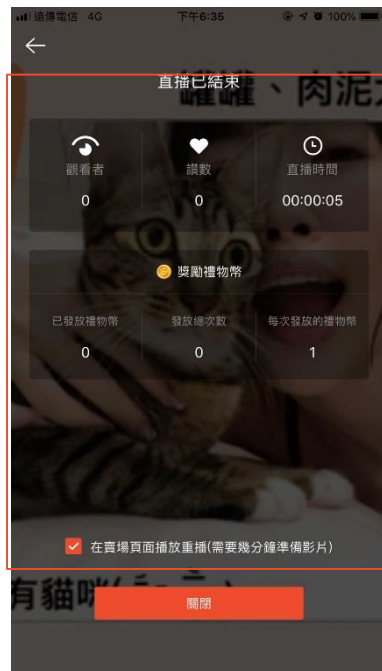 遠傳電信 4G 下午6:35 100%
罐罐、肉泥
直播已結束
觀看者 讚數 直播時間
0 0 00:00:05
獎勵禮物幣
已發放禮物幣 發放總次數 每次發放的禮物幣
0 0 1
在賣場頁面播放重播(需要幾分鐘準備影片)
有貓咪
關閉